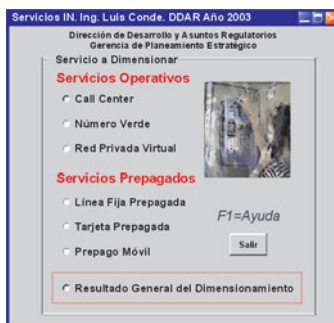 Servicios IN. Ing. Luis Conde. DDAR Año 2003
Dirección de Desarrollo y Asuntos Regulatorios
Gerencia de Planeamiento Estratégico
Servicio a Dimensionar
Servicios Operativos
Call Center
Número Verde
Red Privada Virtual
Servicios Prepagados
Línea Fija Prepagada
Tarjeta Prepagada
Prepago Móvil
F1=Ayuda
Salir
Resultado General del Dimensionamiento